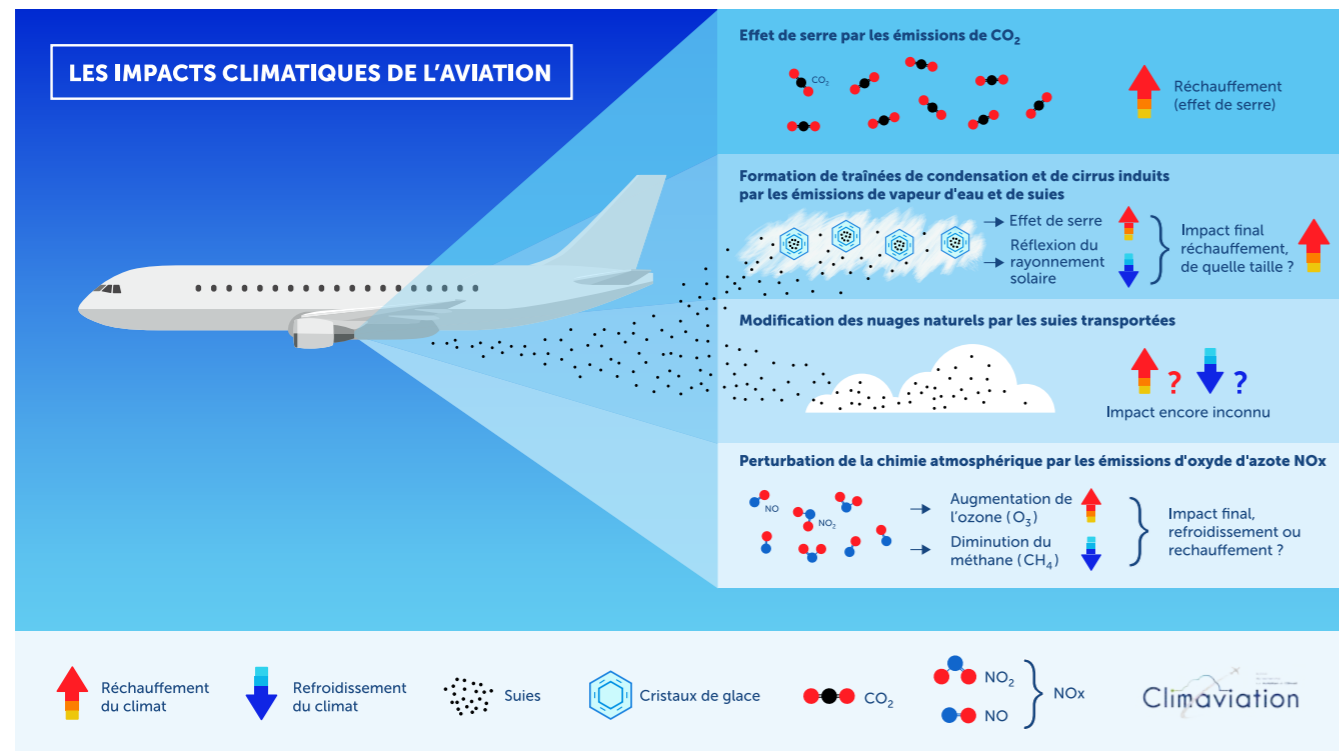 LES IMPACTS CLIMATIQUES DE L'AVIATION
Effet de serre par les émissions de CO₂
CO₂
Réchauffement
(effet de serre)
Formation de traînées de condensation et de cirrus induits
par les émissions de vapeur d'eau et de suies
Effet de serre
Réflexion du
rayonnement
solaire
Impact final
réchauffement,
de quelle taille ?
Modification des nuages naturels par les suies transportées
? ?
Impact encore inconnu
Perturbation de la chimie atmosphérique par les émissions d'oxyde d'azote NOx
NO
NO₂
Augmentation de
l'ozone (O₃)
Diminution du
méthane (CH₄)
Impact final,
refroidissement ou
rechauffement ?
Réchauffement
du climat
Refroidissement
du climat
Suies
Cristaux de glace
CO₂
NO₂
NO
NOx
Climaviation